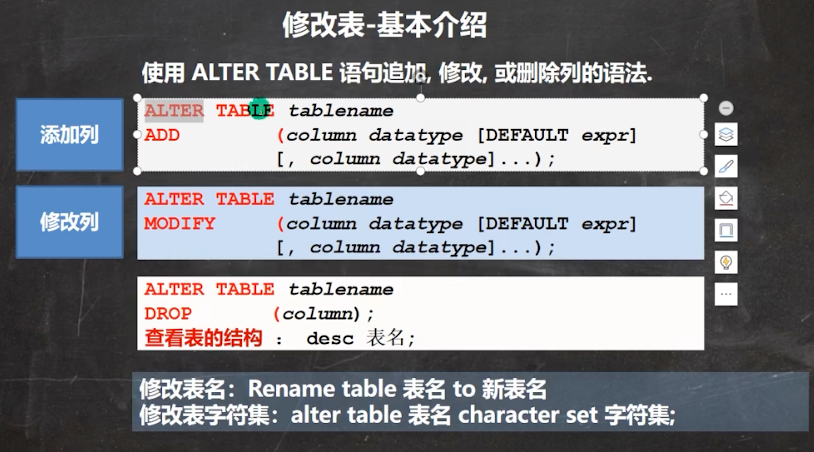 修改表-基本介绍
使用 ALTER TABLE 语句追加, 修改, 或删除列的语法.
添加列
ALTER TABLE tablename
ADD (column datatype [DEFAULT expr]
[, column datatype]...);
修改列
ALTER TABLE tablename
MODIFY (column datatype [DEFAULT expr]
[, column datatype]...);
ALTER TABLE tablename
DROP (column);
查看表的结构 ： desc 表名;
修改表名：Rename table 表名 to 新表名
修改表字符集：alter table 表名 character set 字符集;